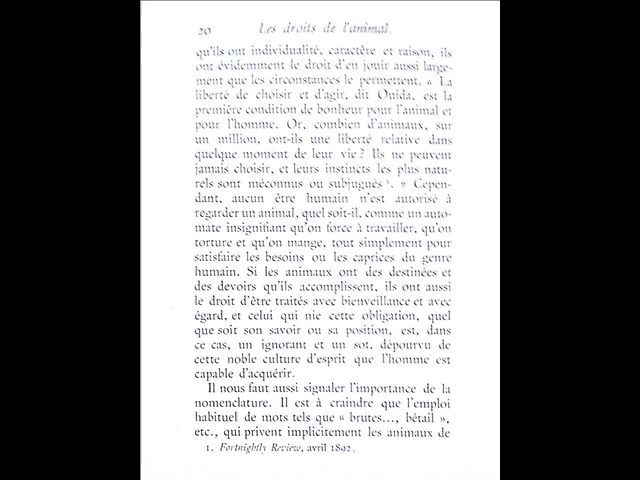 20 Les droits de l'animal.
qu'ils ont individualité, caractère et raison, ils
ont évidemment le droit d'en jouir aussi large-
ment que les circonstances le permettent. « La
liberté de choisir et d'agir, dit Ouida, est la
première condition de bonheur pour l'animal et
pour l'homme. Or, combien d'animaux, sur
un million, ont-ils une liberté relative dans
quelque moment de leur vie? Ils ne peuvent
jamais choisir, et leurs instincts les plus natu-
rels sont méconnus ou subjugués ¹. » Cepen-
dant, aucun être humain n'est autorisé à
regarder un animal, quel soit-il, comme un auto-
mate insignifiant qu'on force à travailler, qu'on
torture et qu'on mange, tout simplement pour
satisfaire les besoins ou les caprices du genre
humain. Si les animaux ont des destinées et
des devoirs qu'ils accomplissent, ils ont aussi
le droit d'être traités avec bienveillance et avec
égard, et celui qui nie cette obligation, quel
que soit son savoir ou sa position, est, dans
ce cas, un ignorant et un sot, dépourvu de
cette noble culture d'esprit que l'homme est
capable d'acquérir.
Il nous faut aussi signaler l'importance de la
nomenclature. Il est à craindre que l'emploi
habituel de mots tels que « brutes..., bétail »,
etc., qui privent implicitement les animaux de
1. Fortnightly Review, avril 1892.